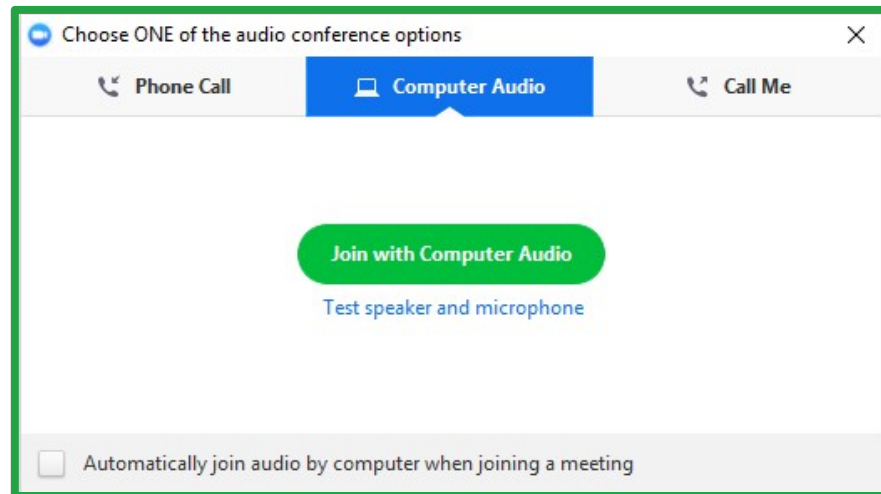 Choose ONE of the audio conference options
Phone Call
Computer Audio
Call Me
Join with Computer Audio
Test speaker and microphone
Automatically join audio by computer when joining a meeting